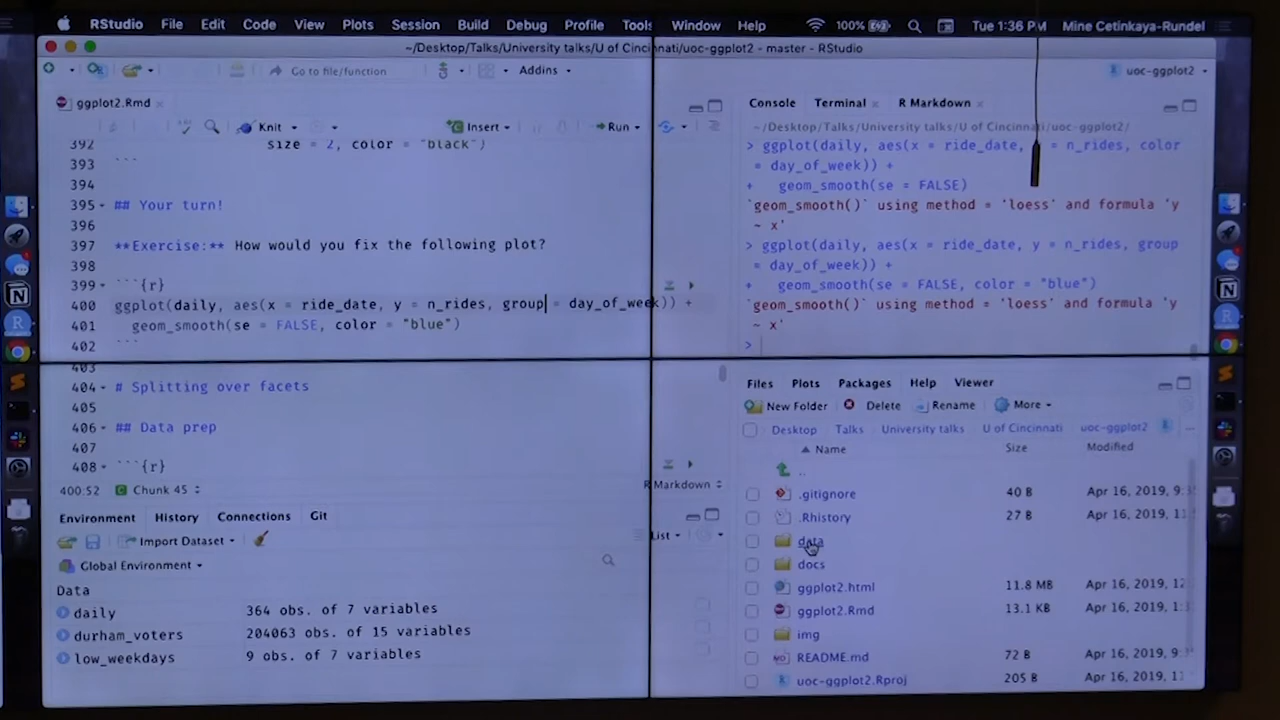 RStudio File Edit Code View Plots Session Build Debug Profile Tools Window Help 100% Tue 1:36 PM Mine Cetinkaya-Rundel
~/Desktop/Talks/University talks/U of Cincinnati/uoc-ggplot2 - master - RStudio
Go to file/function Addins uoc-ggplot2
ggplot2.Rmd
Knit Insert Run
392 size = 2, color = "black")
393 ```
394
395 ## Your turn!
396
397 **Exercise:** How would you fix the following plot?
398
399 ```{r}
400 ggplot(daily, aes(x = ride_date, y = n_rides, group = day_of_week)) +
401 geom_smooth(se = FALSE, color = "blue")
402 ```
403
404 # Splitting over facets
405
406 ## Data prep
407
408 ```{r}
400:52 Chunk 45 R Markdown
Console Terminal R Markdown
~/Desktop/Talks/University talks/U of Cincinnati/uoc-ggplot2/
> ggplot(daily, aes(x = ride_date, y = n_rides, color
= day_of_week)) +
+ geom_smooth(se = FALSE)
`geom_smooth()` using method = 'loess' and formula 'y
~ x'
> ggplot(daily, aes(x = ride_date, y = n_rides, group
= day_of_week)) +
+ geom_smooth(se = FALSE, color = "blue")
`geom_smooth()` using method = 'loess' and formula 'y
~ x'
>
Environment History Connections Git
Import Dataset List
Global Environment
Data
daily 364 obs. of 7 variables
durham_voters 204063 obs. of 15 variables
low_weekdays 9 obs. of 7 variables
Files Plots Packages Help Viewer
New Folder Delete Rename More
Desktop Talks University talks U of Cincinnati uoc-ggplot2 ...
Name Size Modified
..
.gitignore 40 B Apr 16, 2019, 9:
.Rhistory 27 B Apr 16, 2019, 11
data
docs
ggplot2.html 11.8 MB Apr 16, 2019, 12
ggplot2.Rmd 13.1 KB Apr 16, 2019, 1:
img
README.md 72 B Apr 16, 2019, 9:
uoc-ggplot2.Rproj 205 B Apr 16, 2019, 11